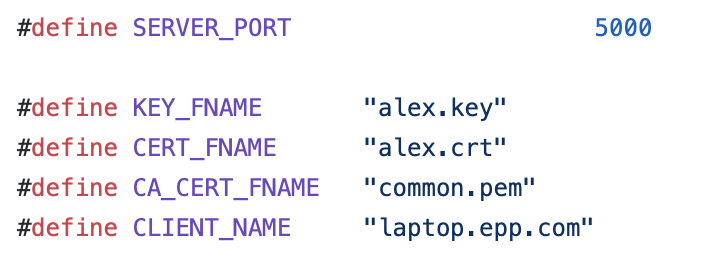 #define SERVER_PORT 5000
#define KEY_FNAME "alex.key"
#define CERT_FNAME "alex.crt"
#define CA_CERT_FNAME "common.pem"
#define CLIENT_NAME "laptop.epp.com"